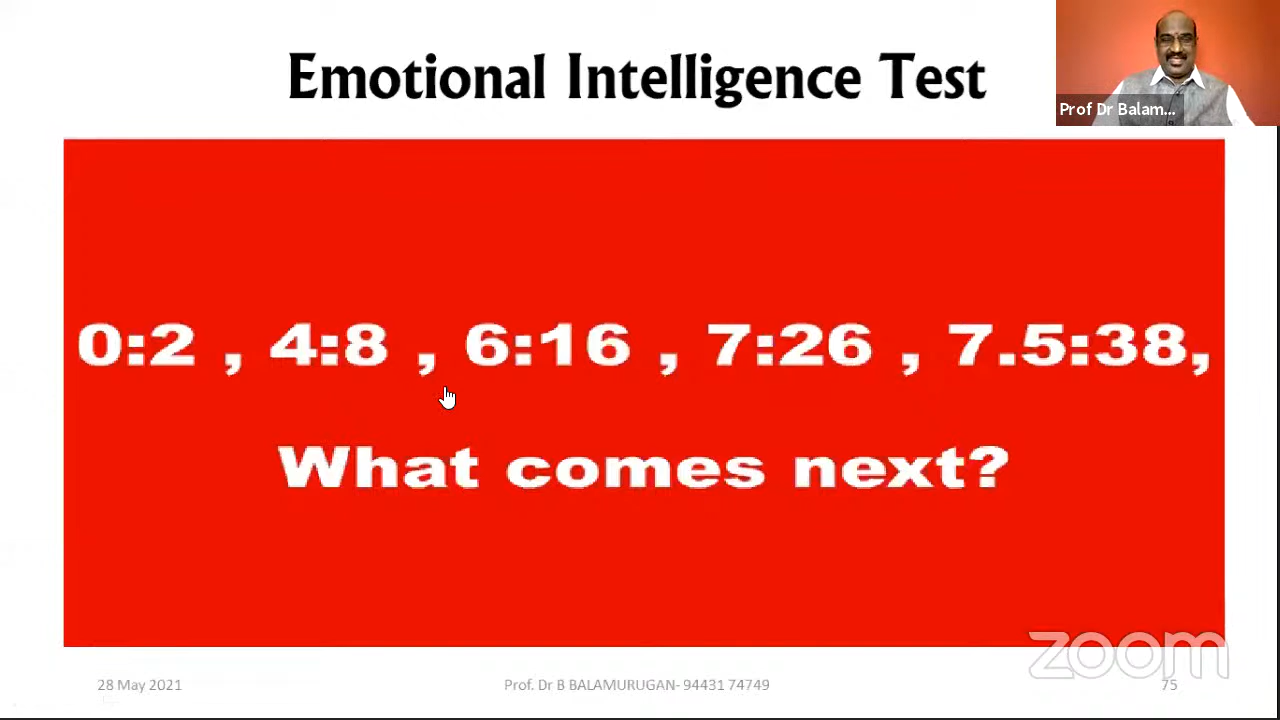 Emotional Intelligence Test
Prof Dr Balam...
0:2 , 4:8 , 6:16 , 7:26 , 7.5:38,
What comes next?
zoom
28 May 2021
Prof. Dr B BALAMURUGAN- 94431 74749
75